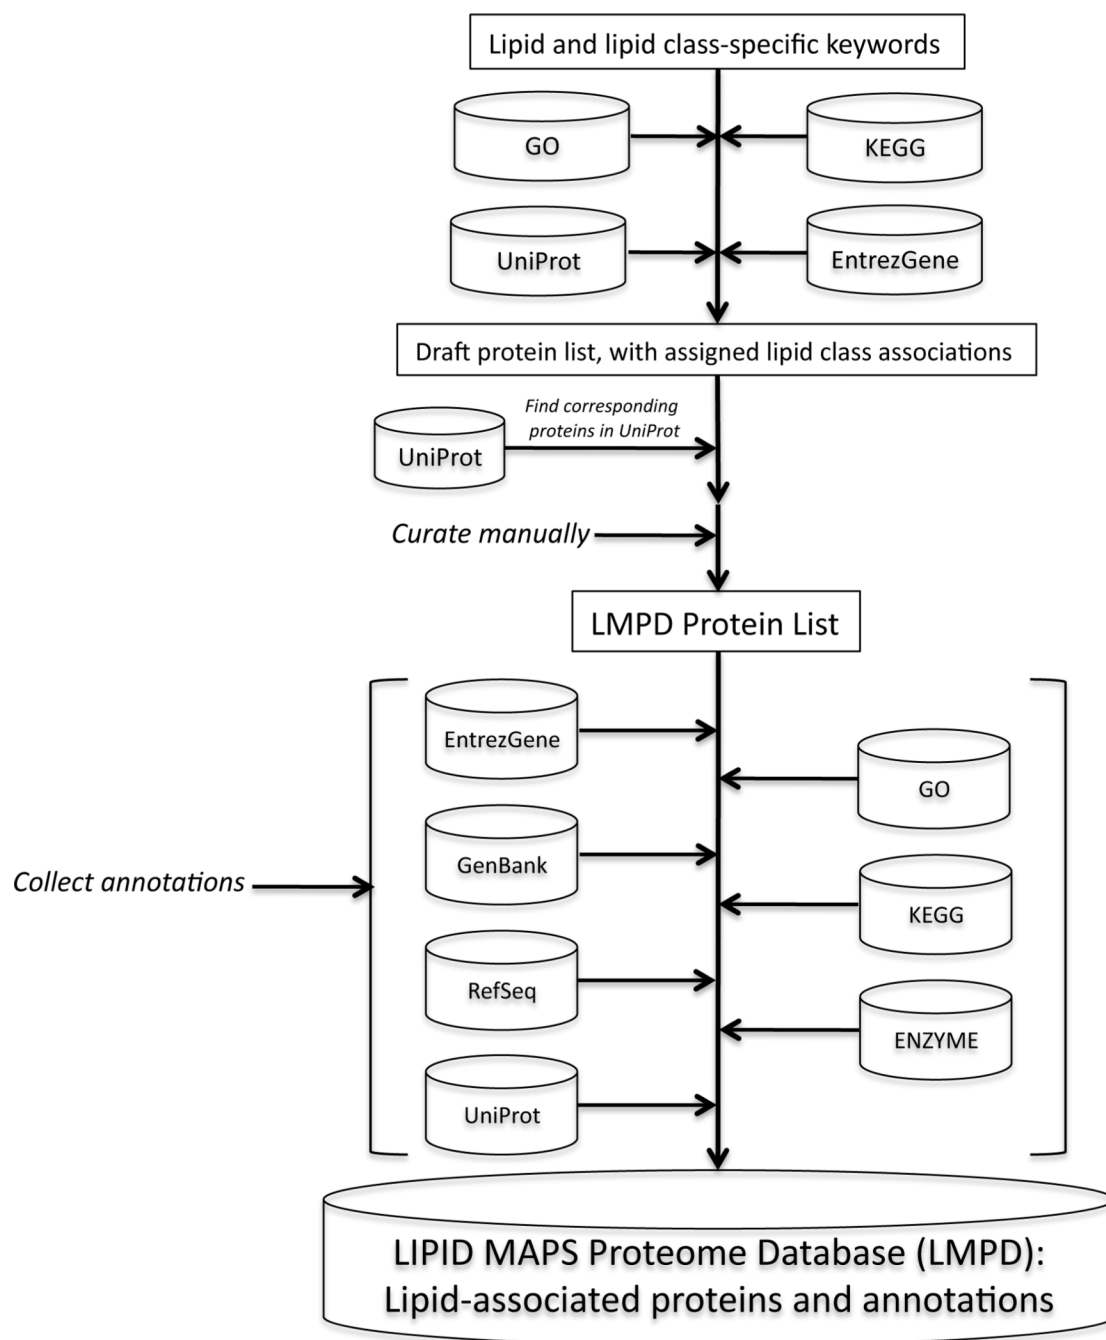 Lipid and lipid class-specific keywords
GO
KEGG
UniProt
EntrezGene
Draft protein list, with assigned lipid class associations
Find corresponding
proteins in UniProt
UniProt
Curate manually
LMPD Protein List
EntrezGene
GO
GenBank
Collect annotations
KEGG
RefSeq
ENZYME
UniProt
LIPID MAPS Proteome Database (LMPD):
Lipid-associated proteins and annotations